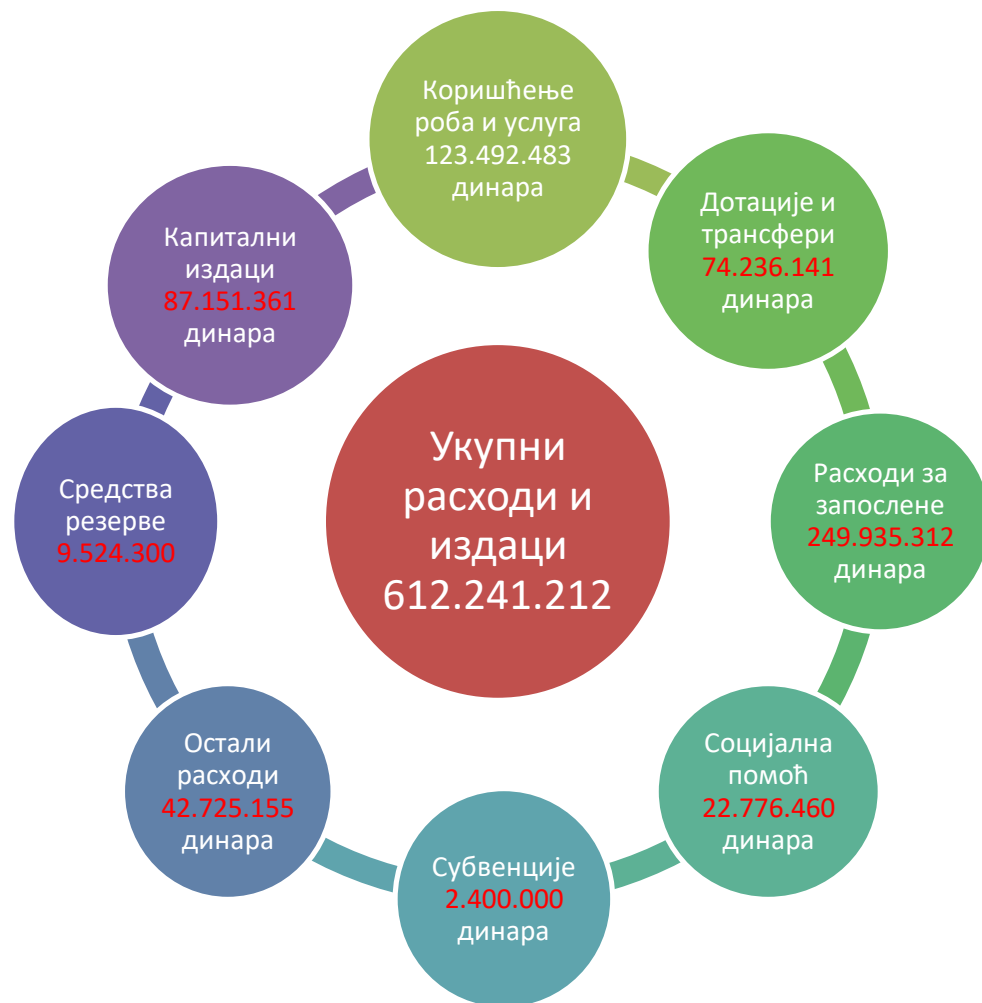 Коришћење
роба и услуга
123.492.483
динара
Дотације и
трансфери
74.236.141
динара
Расходи за
запослене
249.935.312
динара
Социјална
помоћ
22.776.460
динара
Субвенције
2.400.000
динара
Остали
расходи
42.725.155
динара
Средства
резерве
9.524.300
Капитални
издаци
87.151.361
динара
Укупни
расходи и
издаци
612.241.212